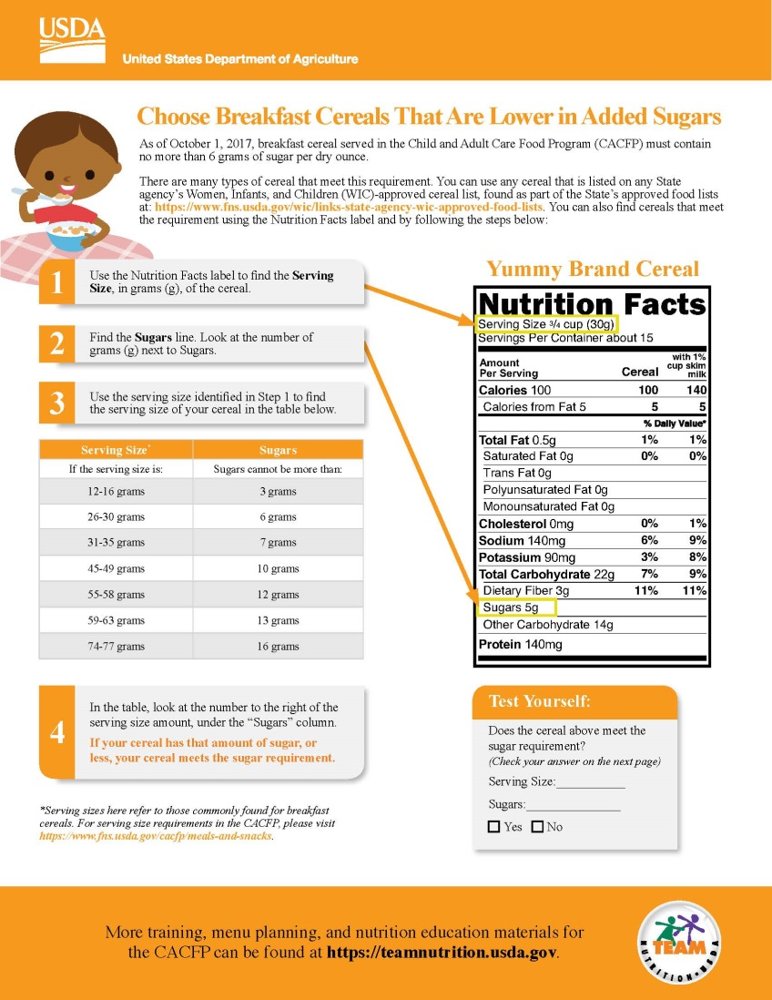 USDA
United States Department of Agriculture
Choose Breakfast Cereals That Are Lower in Added Sugars
As of October 1, 2017, breakfast cereal served in the Child and Adult Care Food Program (CACFP) must contain
no more than 6 grams of sugar per dry ounce.
There are many types of cereal that meet this requirement. You can use any cereal that is listed on any State
agency's Women, Infants, and Children (WIC)-approved cereal list, found as part of the State's approved food lists
at: https://www.fns.usda.gov/wic/links-state-agency-wic-approved-food-lists. You can also find cereals that meet
the requirement using the Nutrition Facts label and by following the steps below:
1
Use the Nutrition Facts label to find the Serving
Size, in grams (g), of the cereal.
2
Find the Sugars line. Look at the number of
grams (g) next to Sugars.
3
Use the serving size identified in Step 1 to find
the serving size of your cereal in the table below.
Serving Size* Sugars
If the serving size is: Sugars cannot be more than:
12-16 grams 3 grams
26-30 grams 6 grams
31-35 grams 7 grams
45-49 grams 10 grams
55-58 grams 12 grams
59-63 grams 13 grams
74-77 grams 16 grams
4
In the table, look at the number to the right of the
serving size amount, under the “Sugars” column.
If your cereal has that amount of sugar, or
less, your cereal meets the sugar requirement.
*Serving sizes here refer to those commonly found for breakfast
cereals. For serving size requirements in the CACFP, please visit
https://www.fns.usda.gov/cacfp/meals-and-snacks.
Yummy Brand Cereal
Nutrition Facts
Serving Size 3/4 cup (30g)
Servings Per Container about 15
Amount
Per Serving
Cereal
with 1%
cup skim
milk
Calories 100 100 140
Calories from Fat 5 5 5
% Daily Value*
Total Fat 0.5g 1% 1%
Saturated Fat 0g 0% 0%
Trans Fat 0g
Polyunsaturated Fat 0g
Monounsaturated Fat 0g
Cholesterol 0mg 0% 1%
Sodium 140mg 6% 9%
Potassium 90mg 3% 8%
Total Carbohydrate 22g 7% 9%
Dietary Fiber 3g 11% 11%
Sugars 5g
Other Carbohydrate 14g
Protein 140mg
Test Yourself:
Does the cereal above meet the
sugar requirement?
(Check your answer on the next page)
Serving Size:___________
Sugars:_______________
Yes No
More training, menu planning, and nutrition education materials for
the CACFP can be found at https://teamnutrition.usda.gov.
TEAM
NUTRITION • USDA